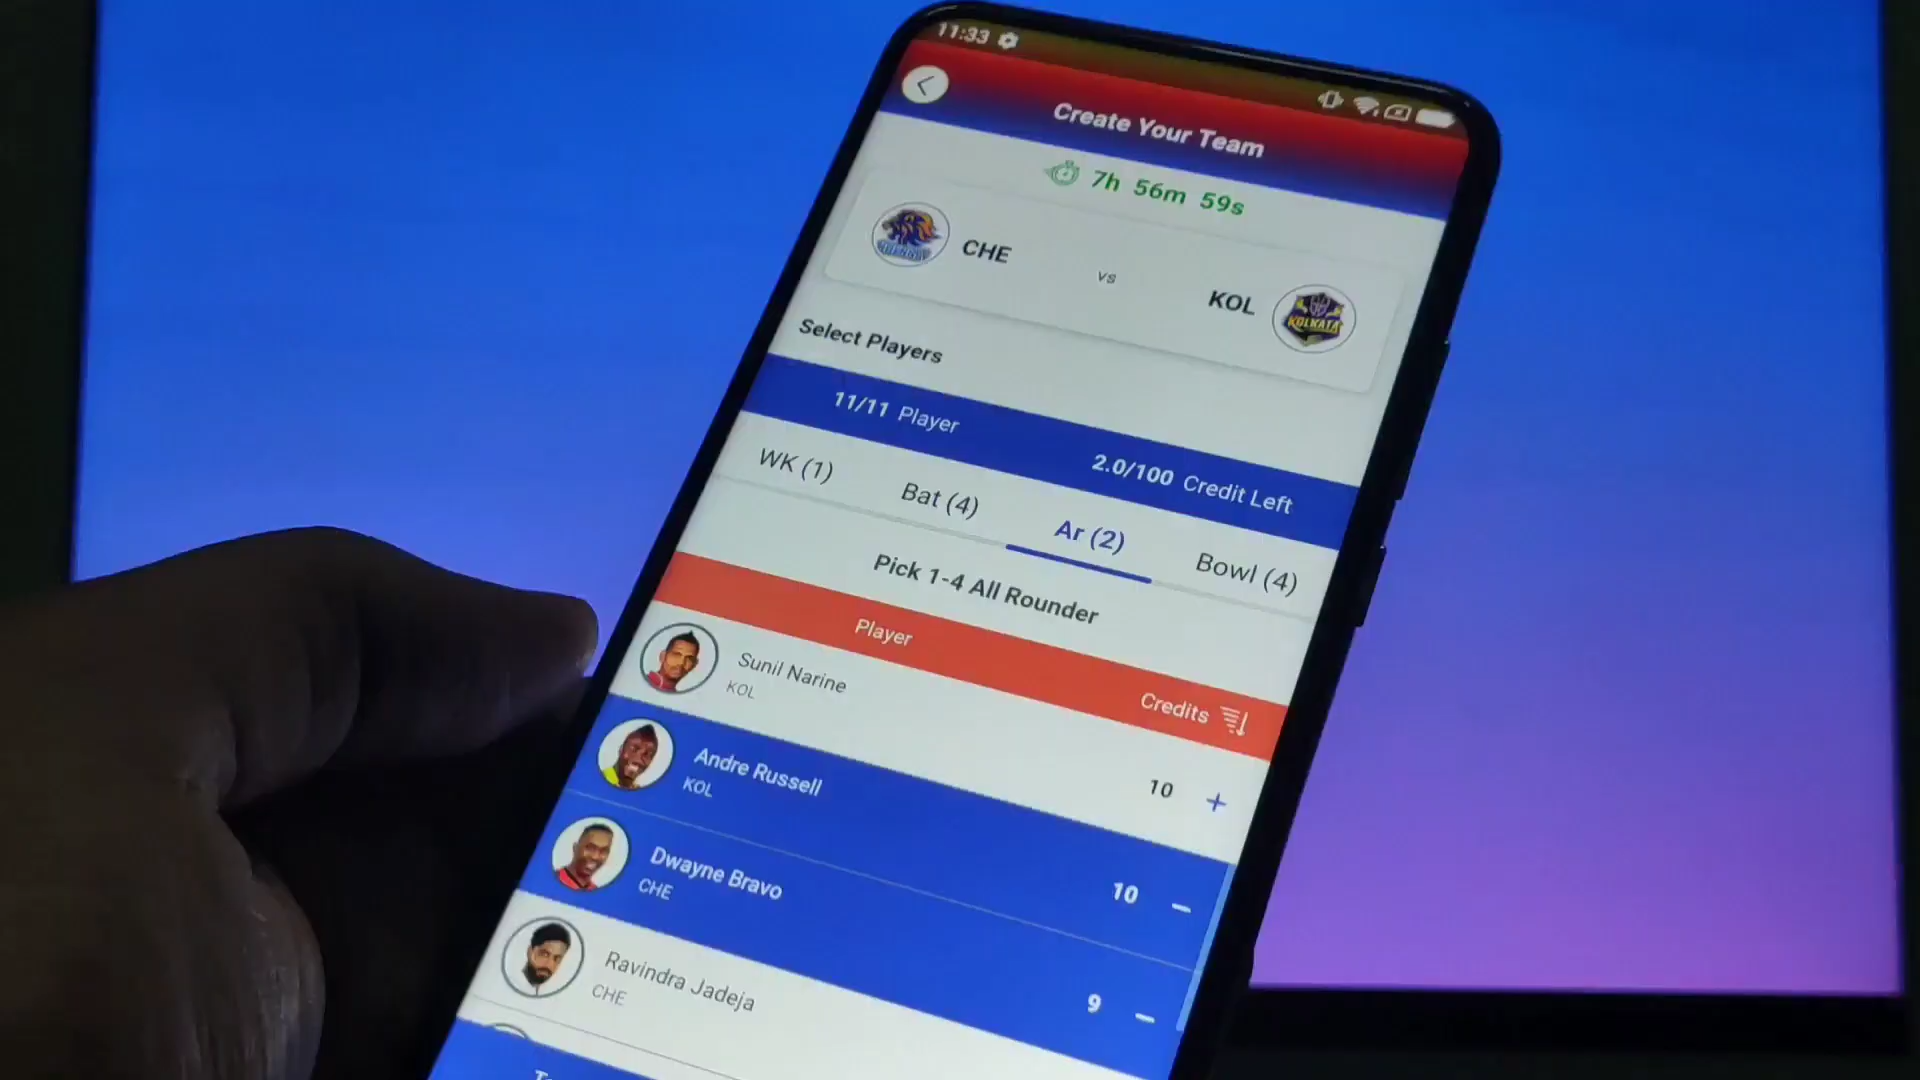 11:33
Create Your Team
7h 56m 59s
CHE
vs
KOL
KOLKATA
Select Players
11/11 Player
2.0/100 Credit Left
WK (1)
Bat (4)
Ar (2)
Bowl (4)
Pick 1-4 All Rounder
Player
Credits
Sunil Narine
KOL
10 +
Andre Russell
KOL
10 −
Dwayne Bravo
CHE
9 −
Ravindra Jadeja
CHE